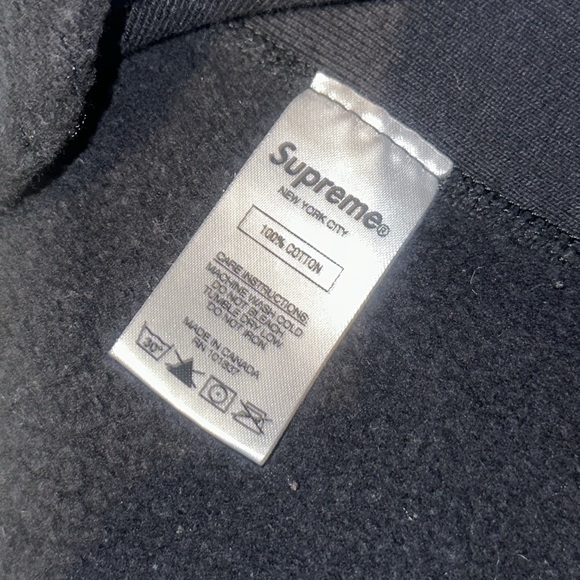 Supreme®
NEW YORK CITY
100% COTTON
CARE INSTRUCTIONS:
MACHINE WASH COLD
DO NOT BLEACH
TUMBLE DRY LOW.
DO NOT IRON
30°
MADE IN CANADA
RN 101837